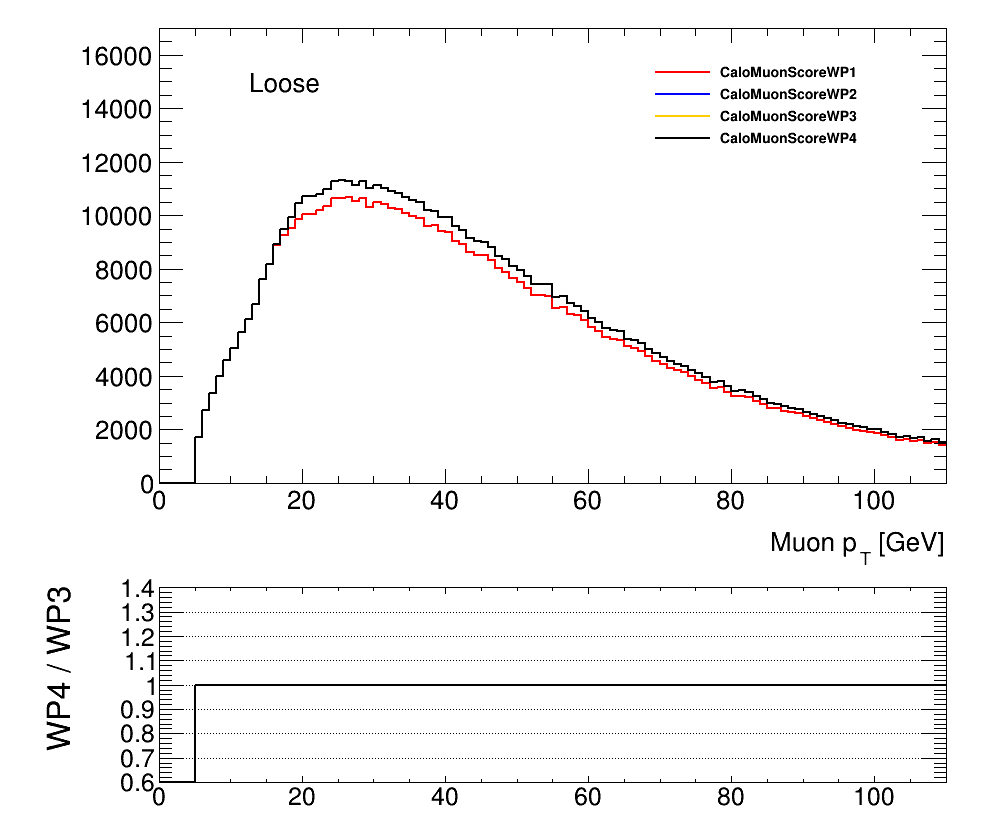 16000
Loose
CaloMuonScoreWP1
CaloMuonScoreWP2
CaloMuonScoreWP3
CaloMuonScoreWP4
14000
12000
10000
8000
6000
4000
2000
0
0 20 40 60 80 100
Muon p_T [GeV]
WP4 / WP3
1.4
1.3
1.2
1.1
1
0.9
0.8
0.7
0.6
0 20 40 60 80 100